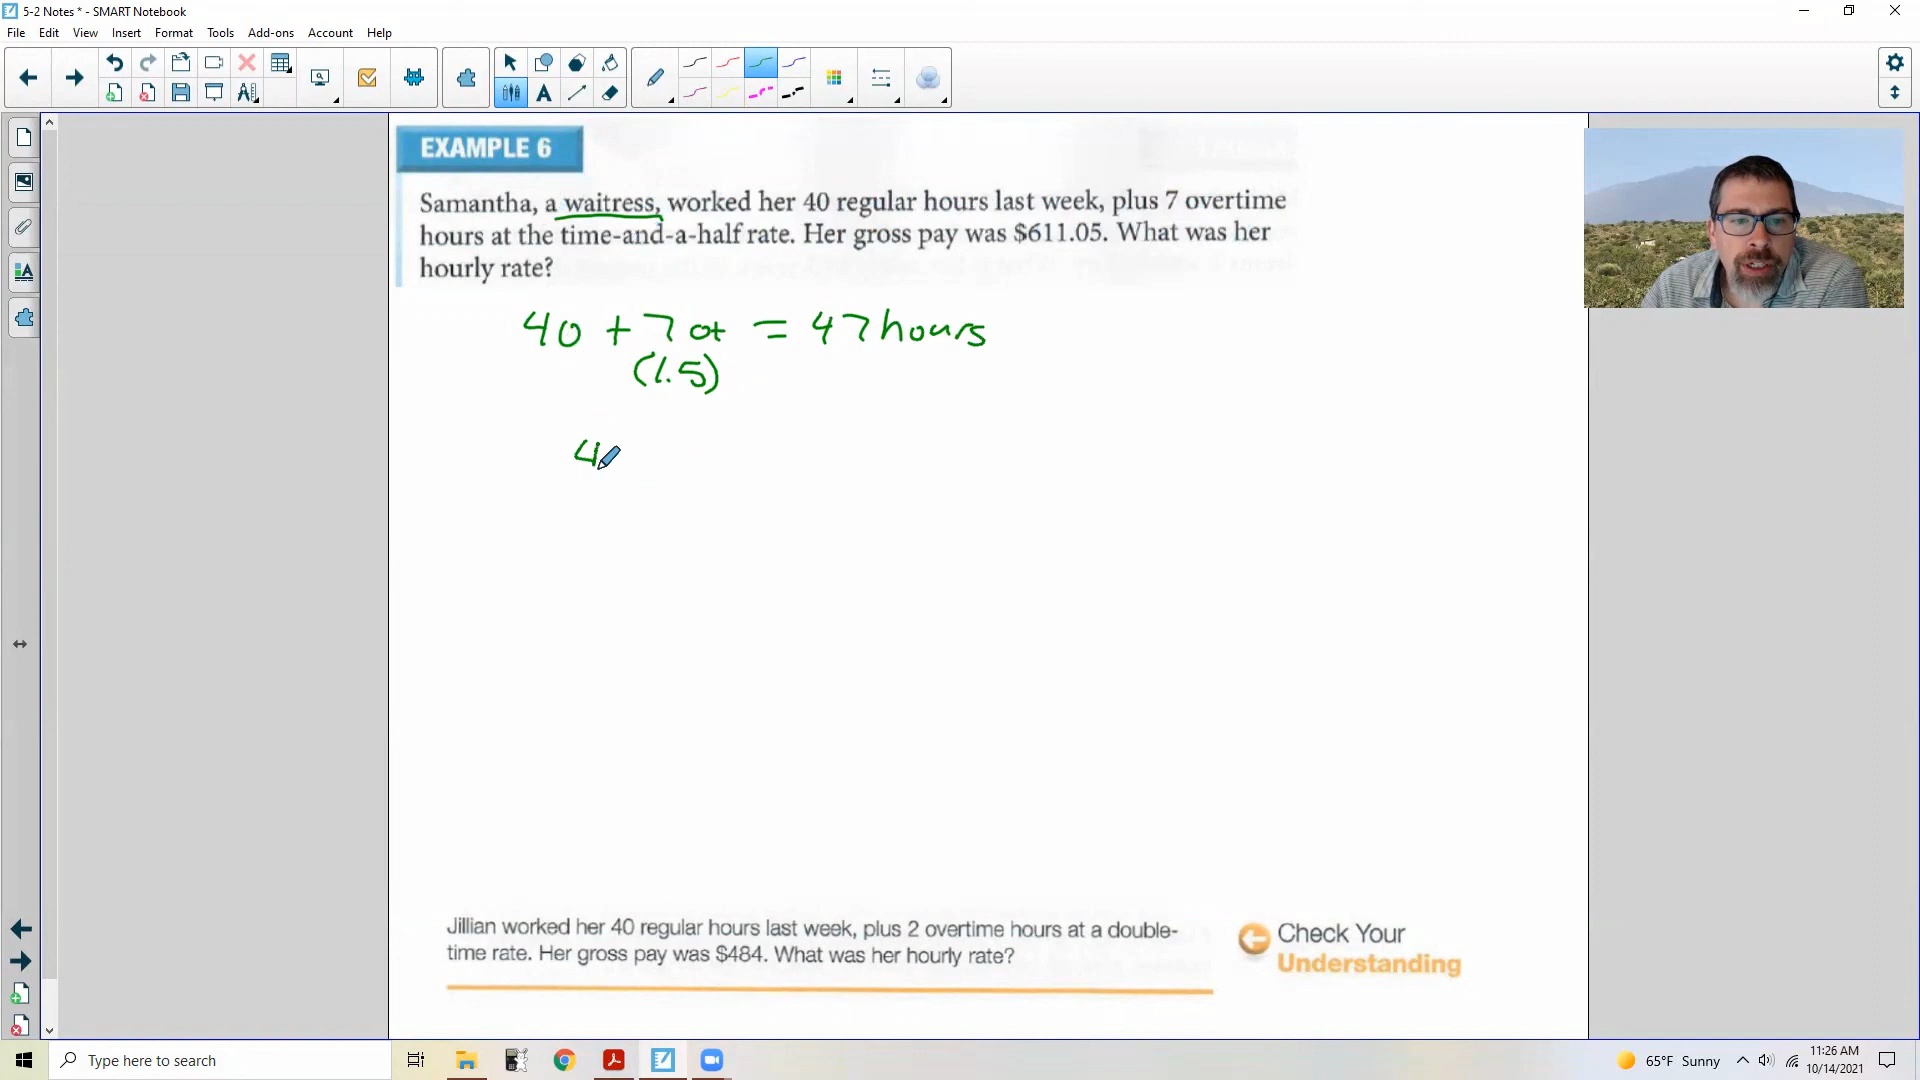 5-2 Notes * - SMART Notebook
File Edit View Insert Format Tools Add-ons Account Help
EXAMPLE 6
Samantha, a waitress, worked her 40 regular hours last week, plus 7 overtime
hours at the time-and-a-half rate. Her gross pay was $611.05. What was her
hourly rate?
40 + 7 ot = 47 hours
(1.5)
4
Jillian worked her 40 regular hours last week, plus 2 overtime hours at a double-
time rate. Her gross pay was $484. What was her hourly rate?
Check Your
Understanding
Type here to search
65°F Sunny
11:26 AM
10/14/2021